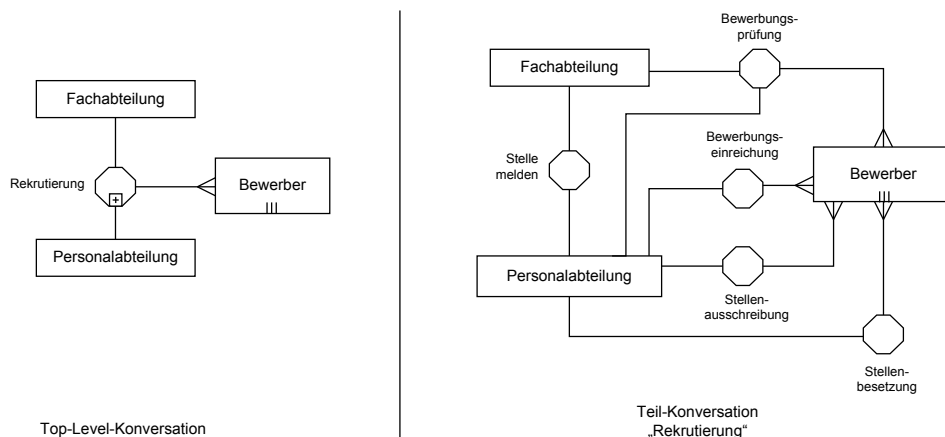 Fachabteilung
Rekrutierung
Bewerber
Personalabteilung
Top-Level-Konversation
Bewerbungs-
prüfung
Fachabteilung
Stelle
melden
Bewerbungs-
einreichung
Bewerber
Personalabteilung
Stellen-
ausschreibung
Stellen-
besetzung
Teil-Konversation
„Rekrutierung“